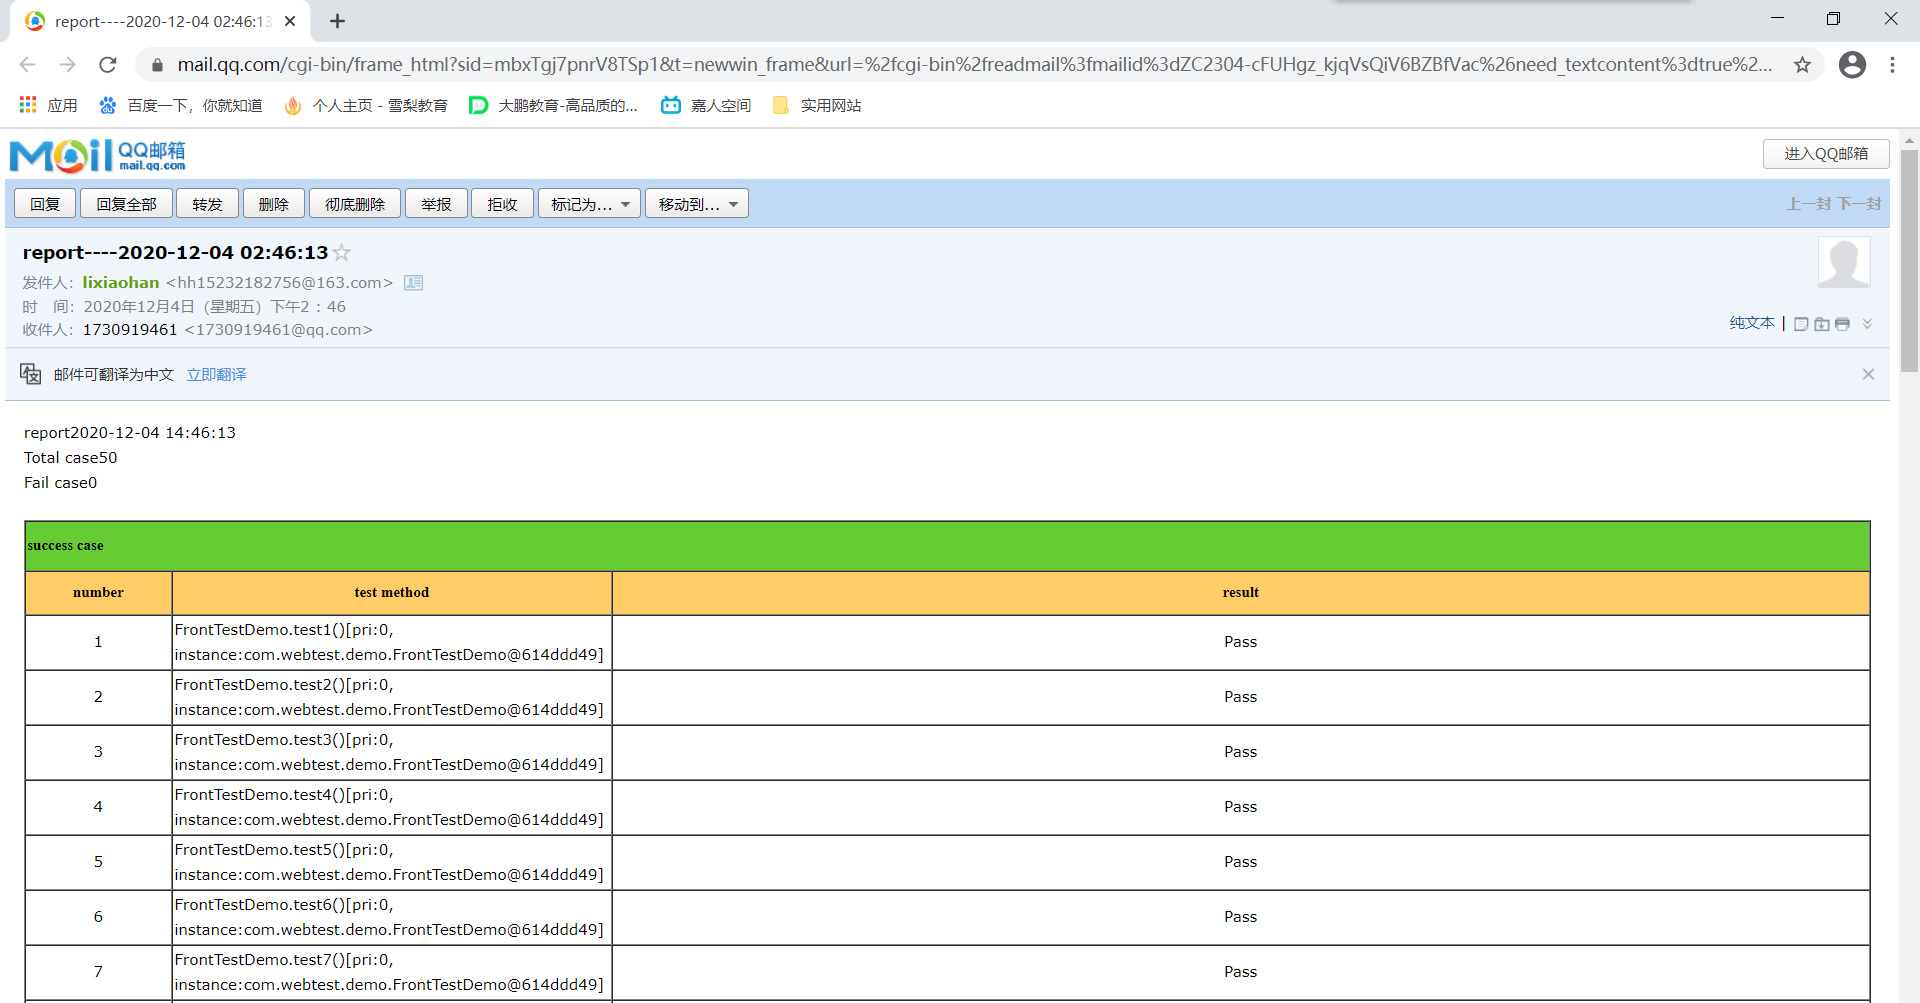 report----2020-12-04 02:46:13
mail.qq.com/cgi-bin/frame_html?sid=mbxTgj7pnrV8TSp1&t=newwin_frame&url=%2fcgi-bin%2freadmail%3fmailid%3dZC2304-cFUHgz_kjqVsQiV6BZBfVac%26need_textcontent%3dtrue%2...
应用 百度一下，你就知道 个人主页 - 雪梨教育 大鹏教育-高品质的... 嘉人空间 实用网站
Mail QQ邮箱
mail.qq.com
进入QQ邮箱
回复 回复全部 转发 删除 彻底删除 举报 拒收 标记为... 移动到... 上一封 下一封
report----2020-12-04 02:46:13
发件人：lixiaohan <hh15232182756@163.com>
时 间：2020年12月4日（星期五）下午2：46
收件人：1730919461 <1730919461@qq.com>
纯文本 |
邮件可翻译为中文 立即翻译
report2020-12-04 14:46:13
Total case50
Fail case0
success case
number test method result
1 FrontTestDemo.test1()[pri:0, instance:com.webtest.demo.FrontTestDemo@614ddd49] Pass
2 FrontTestDemo.test2()[pri:0, instance:com.webtest.demo.FrontTestDemo@614ddd49] Pass
3 FrontTestDemo.test3()[pri:0, instance:com.webtest.demo.FrontTestDemo@614ddd49] Pass
4 FrontTestDemo.test4()[pri:0, instance:com.webtest.demo.FrontTestDemo@614ddd49] Pass
5 FrontTestDemo.test5()[pri:0, instance:com.webtest.demo.FrontTestDemo@614ddd49] Pass
6 FrontTestDemo.test6()[pri:0, instance:com.webtest.demo.FrontTestDemo@614ddd49] Pass
7 FrontTestDemo.test7()[pri:0, instance:com.webtest.demo.FrontTestDemo@614ddd49] Pass